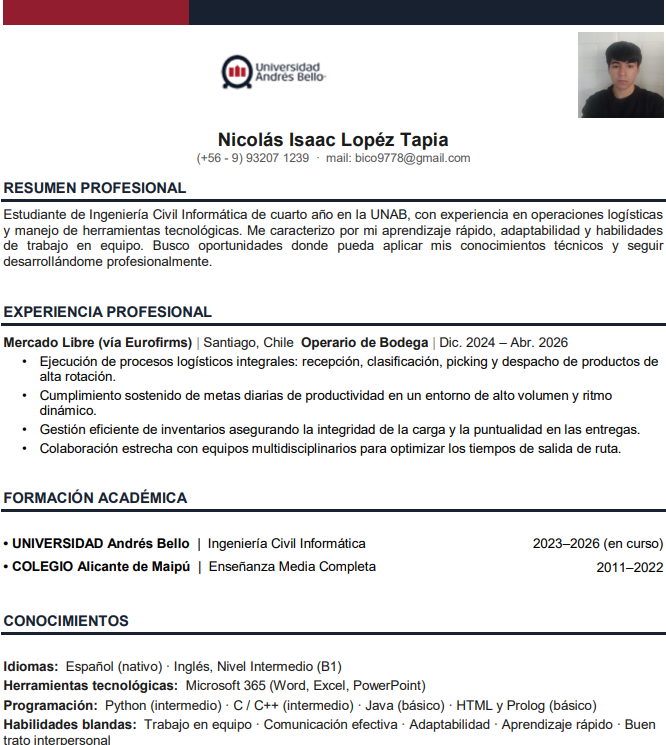 Universidad
Andrés Bello
Nicolás Isaac Lopéz Tapia
(+56 - 9) 93207 1239 · mail: bico9778@gmail.com
RESUMEN PROFESIONAL
Estudiante de Ingeniería Civil Informática de cuarto año en la UNAB, con experiencia en operaciones logísticas
y manejo de herramientas tecnológicas. Me caracterizo por mi aprendizaje rápido, adaptabilidad y habilidades
de trabajo en equipo. Busco oportunidades donde pueda aplicar mis conocimientos técnicos y seguir
desarrollándome profesionalmente.
EXPERIENCIA PROFESIONAL
Mercado Libre (vía Eurofirms) | Santiago, Chile Operario de Bodega | Dic. 2024 – Abr. 2026
• Ejecución de procesos logísticos integrales: recepción, clasificación, picking y despacho de productos de
alta rotación.
• Cumplimiento sostenido de metas diarias de productividad en un entorno de alto volumen y ritmo
dinámico.
• Gestión eficiente de inventarios asegurando la integridad de la carga y la puntualidad en las entregas.
• Colaboración estrecha con equipos multidisciplinarios para optimizar los tiempos de salida de ruta.
FORMACIÓN ACADÉMICA
• UNIVERSIDAD Andrés Bello | Ingeniería Civil Informática 2023–2026 (en curso)
• COLEGIO Alicante de Maipú | Enseñanza Media Completa 2011–2022
CONOCIMIENTOS
Idiomas: Español (nativo) · Inglés, Nivel Intermedio (B1)
Herramientas tecnológicas: Microsoft 365 (Word, Excel, PowerPoint)
Programación: Python (intermedio) · C / C++ (intermedio) · Java (básico) · HTML y Prolog (básico)
Habilidades blandas: Trabajo en equipo · Comunicación efectiva · Adaptabilidad · Aprendizaje rápido · Buen
trato interpersonal